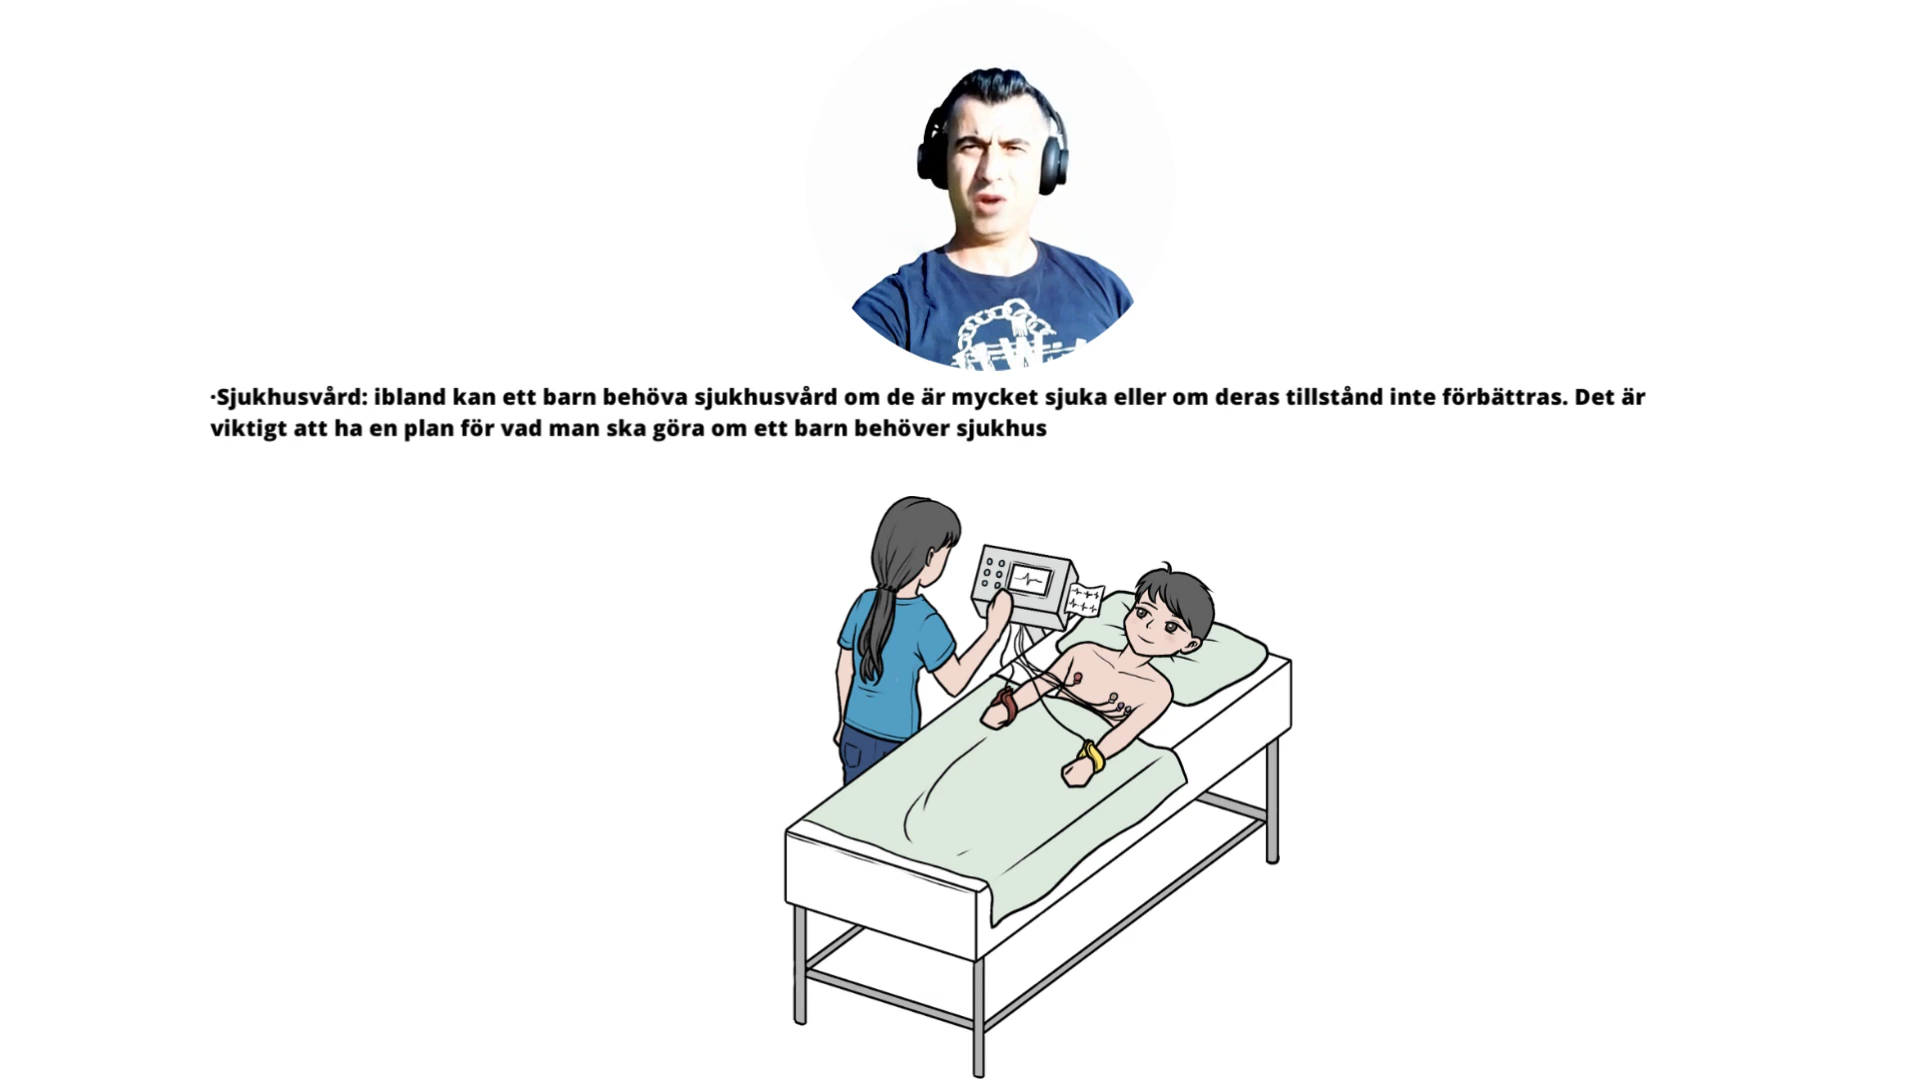 ·Sjukhusvård: ibland kan ett barn behöva sjukhusvård om de är mycket sjuka eller om deras tillstånd inte förbättras. Det är
viktigt att ha en plan för vad man ska göra om ett barn behöver sjukhus